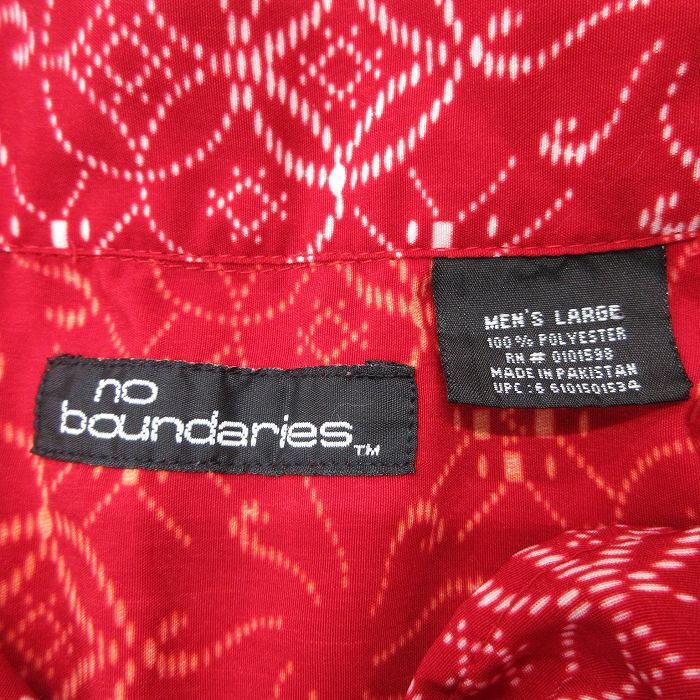 no
boundaries™
MEN'S LARGE
100% POLYESTER
RN # 0101598
MADE IN PAKISTAN
UPC : 6 6101501534